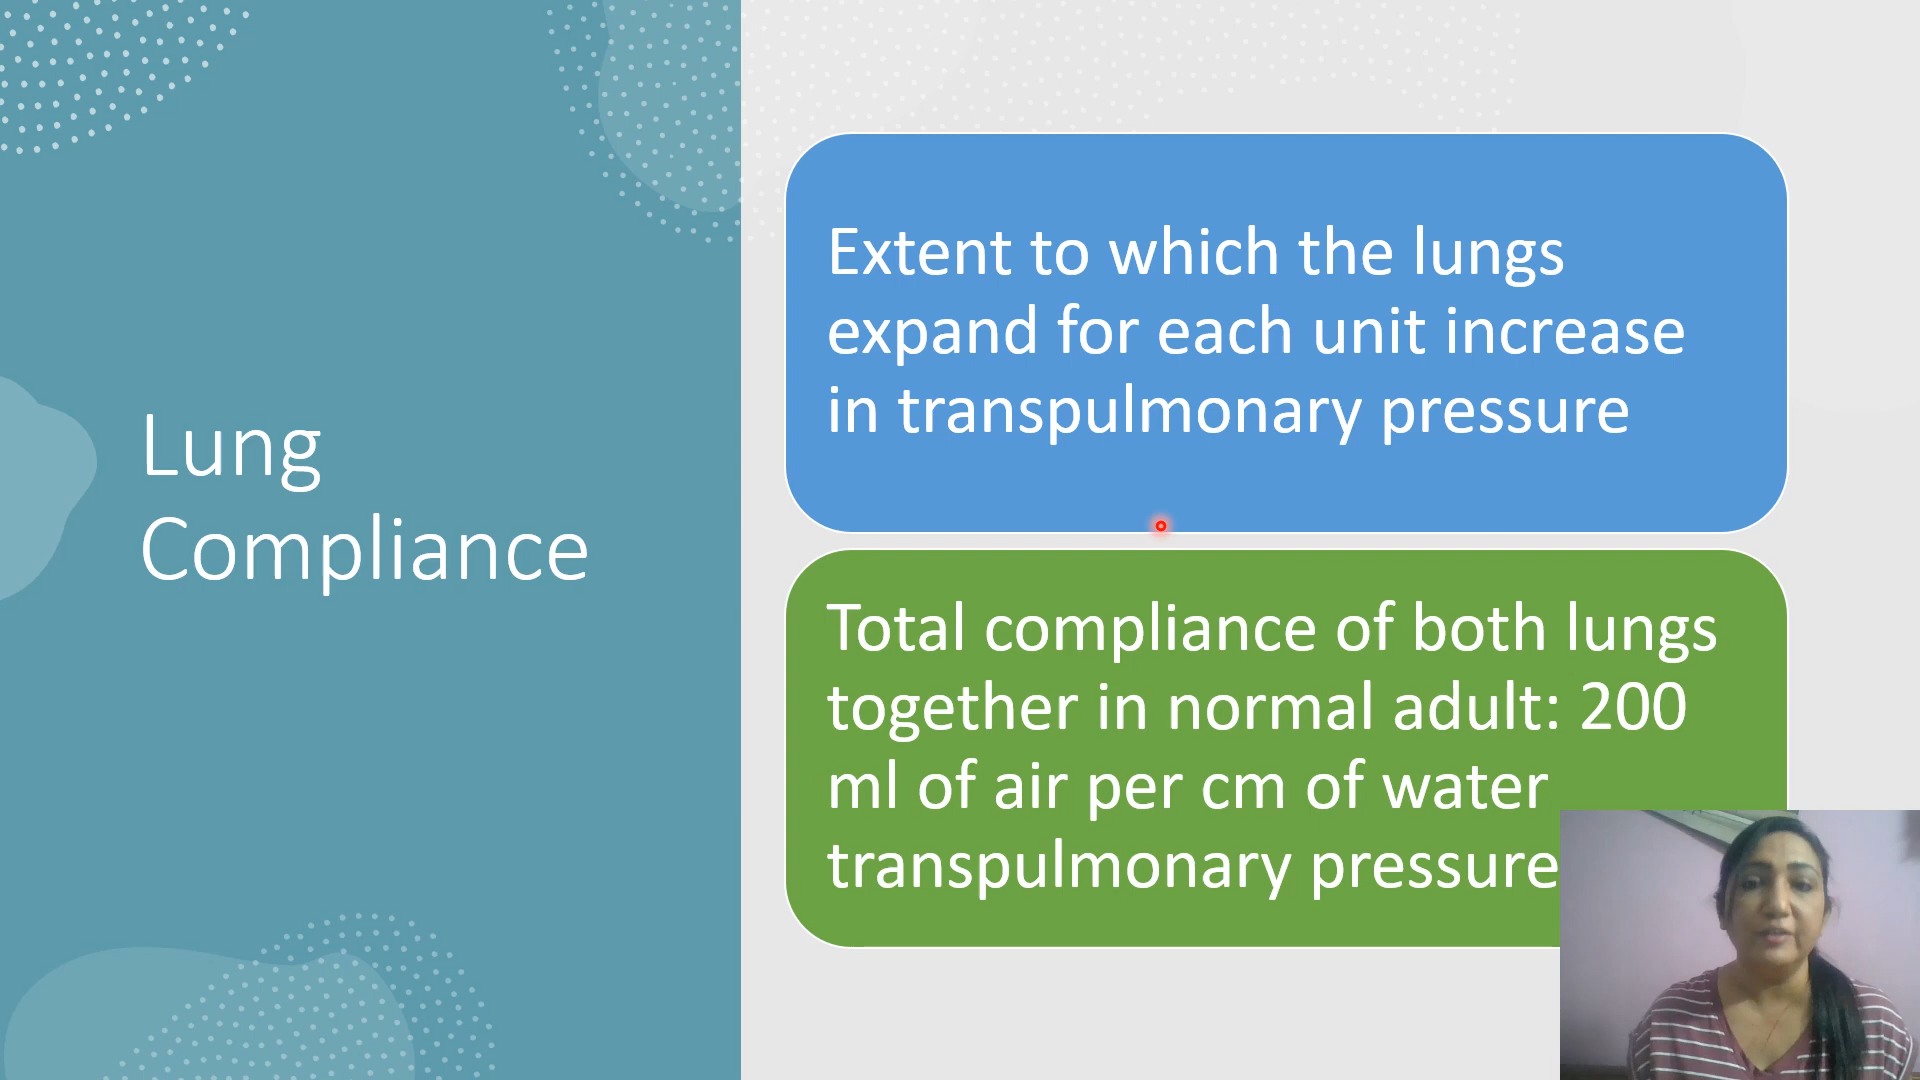 Lung
Compliance
Extent to which the lungs
expand for each unit increase
in transpulmonary pressure
Total compliance of both lungs
together in normal adult: 200
ml of air per cm of water
transpulmonary pressure